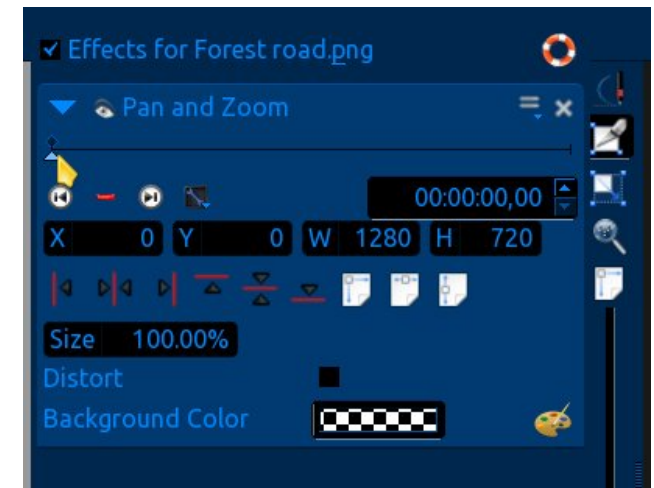 Effects for Forest road.png
Pan and Zoom
00:00:00,00
X 0 Y 0 W 1280 H 720
Size 100.00%
Distort
Background Color